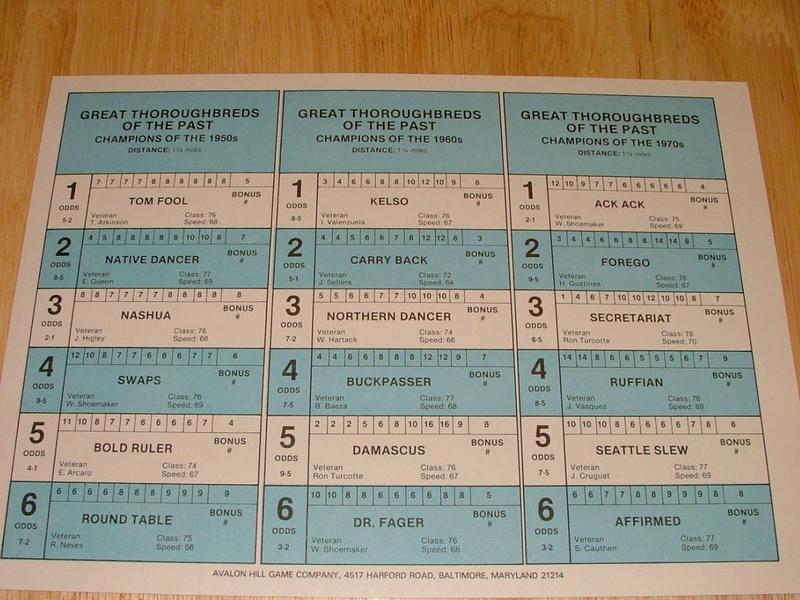 GREAT THOROUGHBREDS
OF THE PAST
CHAMPIONS OF THE 1950s
DISTANCE: 1¼ miles
1 7 7 7 7 8 8 8 8 8 8 5
ODDS TOM FOOL BONUS
5-2 #
Veteran Class: 76
T. Atkinson Speed: 68
2 4 5 8 8 8 8 8 10 10 8 7
ODDS NATIVE DANCER BONUS
8-5 #
Veteran Class: 77
E. Guerin Speed: 69
3 8 8 7 7 7 7 8 8 8 8 8
ODDS NASHUA BONUS
2-1 #
Veteran Class: 76
J. Higley Speed: 68
4 12 10 8 7 7 6 6 6 7 6
ODDS SWAPS BONUS
9-5 #
Veteran Class: 76
W. Shoemaker Speed: 69
5 11 10 8 7 7 6 6 6 6 7 4
ODDS BOLD RULER BONUS
4-1 #
Veteran Class: 74
E. Arcaro Speed: 67
6 6 6 6 6 8 8 8 9 9 9 9
ODDS ROUND TABLE BONUS
7-2 #
Veteran Class: 75
R. Neves Speed: 66
GREAT THOROUGHBREDS
OF THE PAST
CHAMPIONS OF THE 1960s
DISTANCE: 1¼ miles
1 3 4 6 8 8 8 10 12 10 9 6
ODDS KELSO BONUS
8-5 #
Veteran Class: 76
I. Valenzuela Speed: 67
2 4 4 6 6 7 8 8 12 12 8 3
ODDS CARRY BACK BONUS
5-1 #
Veteran Class: 72
J. Sellers Speed: 64
3 5 5 6 6 7 7 10 10 10 8 4
ODDS NORTHERN DANCER BONUS
7-2 #
Veteran Class: 74
W. Hartack Speed: 66
4 4 4 6 8 8 8 8 12 12 9 7
ODDS BUCKPASSER BONUS
7-5 #
Veteran Class: 77
B. Baeza Speed: 68
5 2 2 2 5 6 8 10 16 16 9 8
ODDS DAMASCUS BONUS
9-5 #
Veteran Class: 76
Ron Turcotte Speed: 67
6 10 10 8 8 6 6 6 8 8 8 5
ODDS DR. FAGER BONUS
3-2 #
Veteran Class: 76
W. Shoemaker Speed: 68
GREAT THOROUGHBREDS
OF THE PAST
CHAMPIONS OF THE 1970s
DISTANCE: 1¼ miles
1 12 10 9 7 7 6 6 6 6 6 4
ODDS ACK ACK BONUS
2-1 #
Veteran Class: 75
W. Shoemaker Speed: 69
2 3 4 4 6 6 8 8 14 14 9 5
ODDS FOREGO BONUS
9-5 #
Veteran Class: 76
H. Gustines Speed: 67
3 1 4 6 7 10 10 12 10 10 8 7
ODDS SECRETARIAT BONUS
6-5 #
Veteran Class: 78
Ron Turcotte Speed: 70
4 14 14 8 6 6 5 5 5 6 7 9
ODDS RUFFIAN BONUS
8-5 #
Veteran Class: 76
J. Vasquez Speed: 69
5 10 10 10 8 6 6 6 6 7 8 6
ODDS SEATTLE SLEW BONUS
7-5 #
Veteran Class: 77
J. Cruguet Speed: 69
6 6 6 7 7 8 8 9 9 9 8 8
ODDS AFFIRMED BONUS
3-2 #
Veteran Class: 77
S. Cauthen Speed: 69
AVALON HILL GAME COMPANY, 4517 HARFORD ROAD, BALTIMORE, MARYLAND 21214